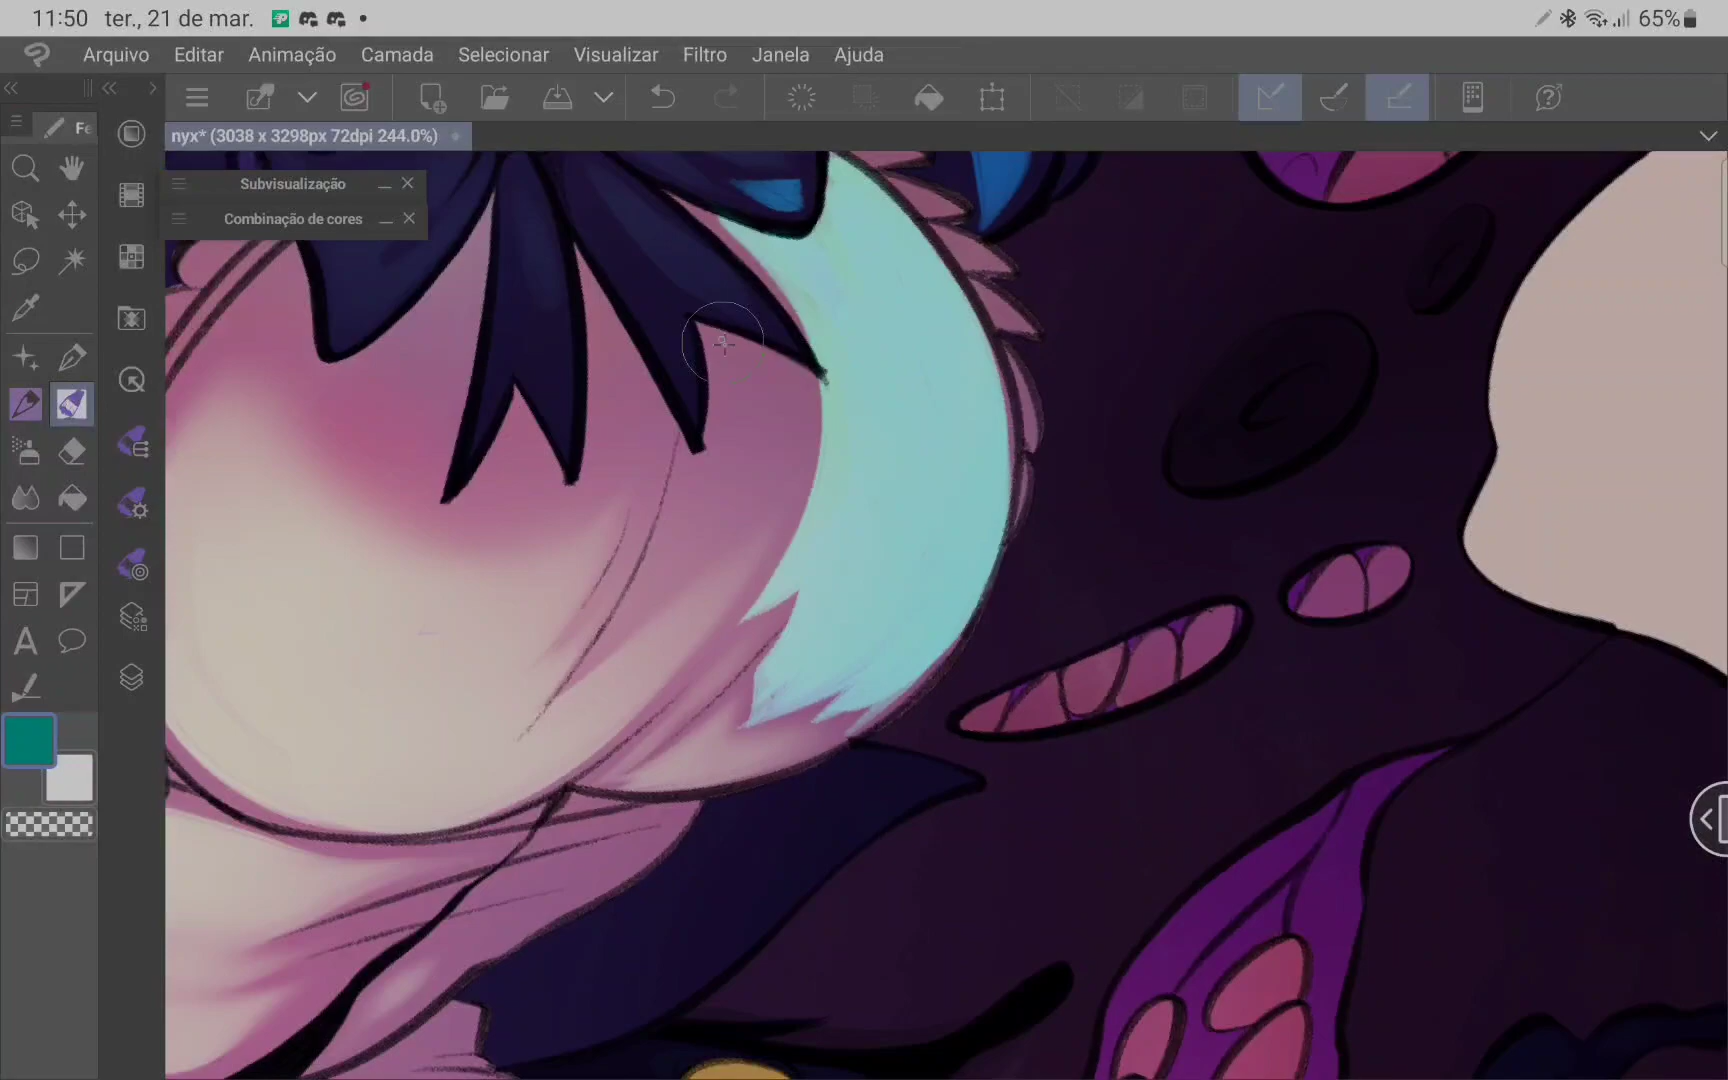 11:50 ter., 21 de mar. 65%
Arquivo Editar Animação Camada Selecionar Visualizar Filtro Janela Ajuda
Fe
nyx* (3038 x 3298px 72dpi 244.0%)
Subvisualização
Combinação de cores